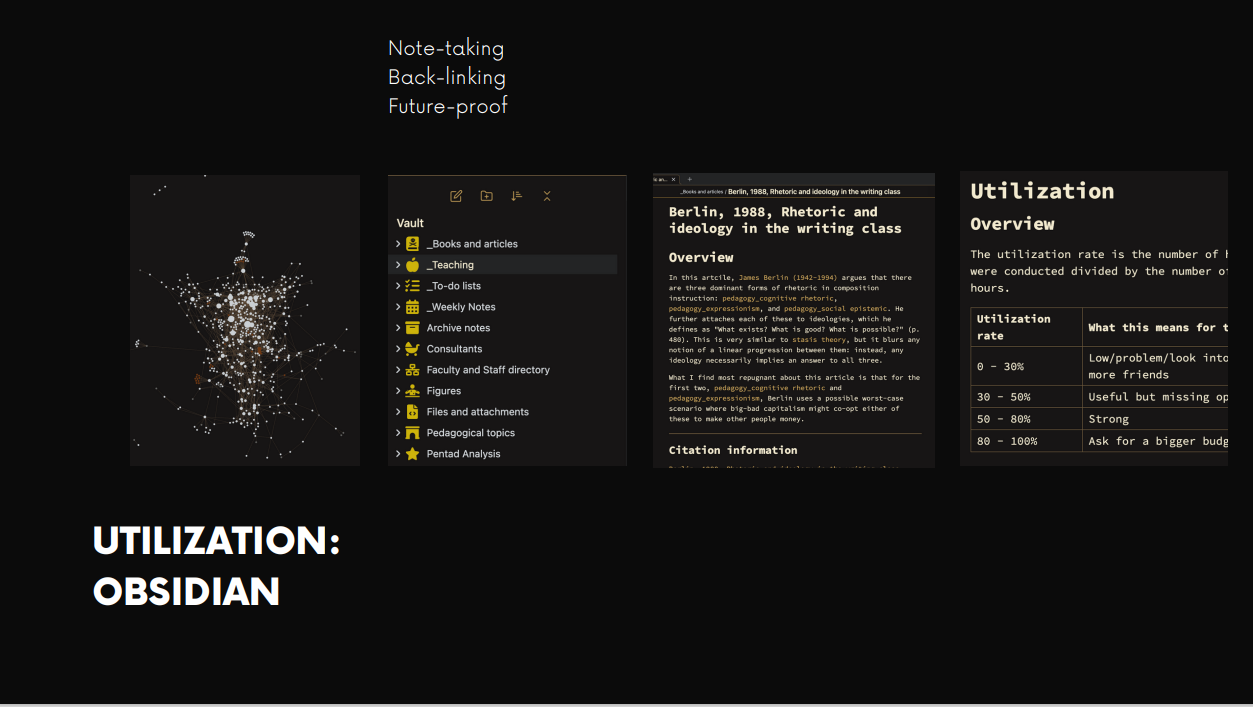 Note-taking
Back-linking
Future-proof
Vault
_Books and articles
_Teaching
_To-do lists
_Weekly Notes
Archive notes
Consultants
Faculty and Staff directory
Figures
Files and attachments
Pedagogical topics
Pentad Analysis
_Books and articles / Berlin, 1988, Rhetoric and ideology in the writing class
Berlin, 1988, Rhetoric and
ideology in the writing class
Overview
In this artcile, James Berlin (1942-1994) argues that there
are three dominant forms of rhetoric in composition
instruction: pedagogy_cognitive rhetoric,
pedagogy_expressionism, and pedagogy_social epistemic. He
further attaches each of these to ideologies, which he
defines as "What exists? What is good? What is possible?" (p.
480). This is very similar to stasis theory, but it blurs any
notion of a linear progression between them: instead, any
ideology necessarily implies an answer to all three.
What I find most repugnant about this article is that for the
first two, pedagogy_cognitive rhetoric and
pedagogy_expressionism, Berlin uses a possible worst-case
scenario where big-bad capitalism might co-opt either of
these to make other people money.
Citation information
Utilization
Overview
The utilization rate is the number of
were conducted divided by the number
hours.
Utilization
rate
What this means for
0 - 30%
Low/problem/look into
more friends
30 - 50%
Useful but missing
50 - 80%
Strong
80 - 100%
Ask for a bigger
UTILIZATION:
OBSIDIAN